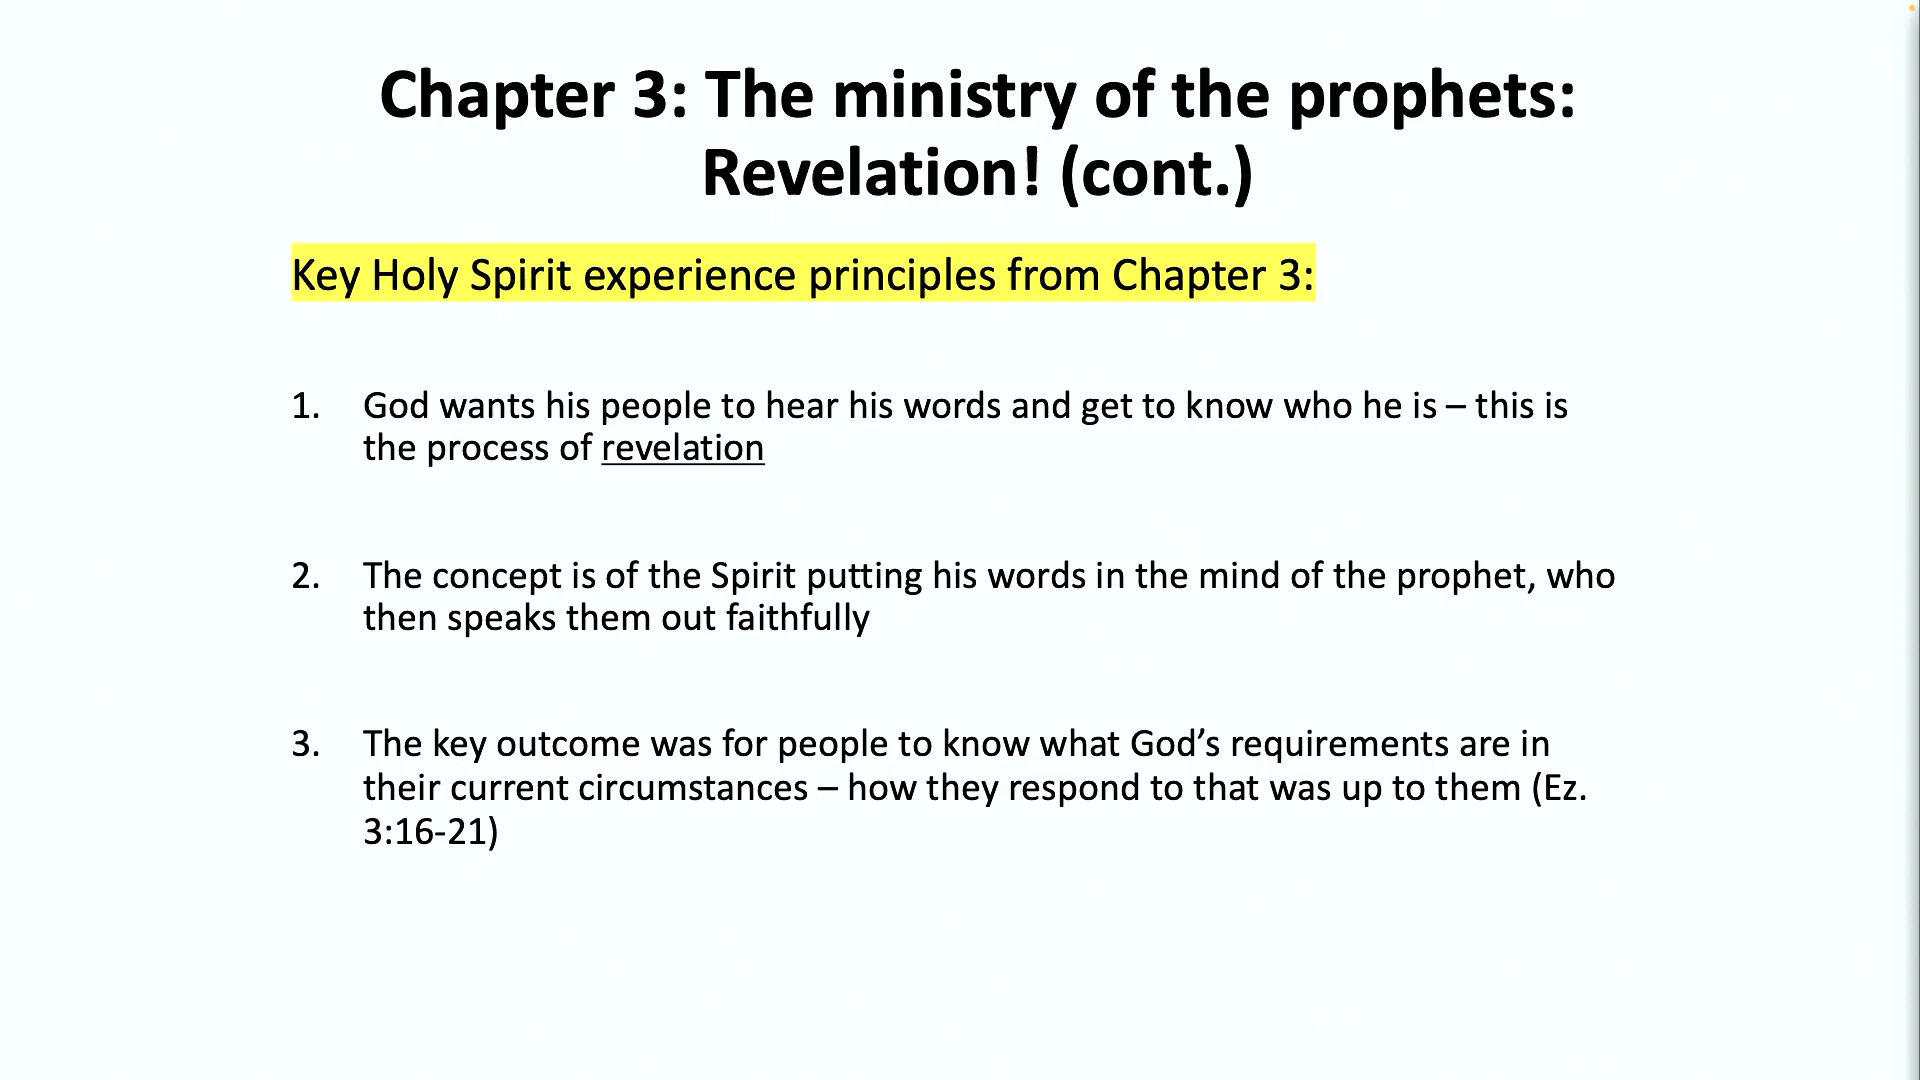 Chapter 3: The ministry of the prophets:
Revelation! (cont.)
Key Holy Spirit experience principles from Chapter 3:
1. God wants his people to hear his words and get to know who he is – this is
the process of revelation
2. The concept is of the Spirit putting his words in the mind of the prophet, who
then speaks them out faithfully
3. The key outcome was for people to know what God’s requirements are in
their current circumstances – how they respond to that was up to them (Ez.
3:16-21)